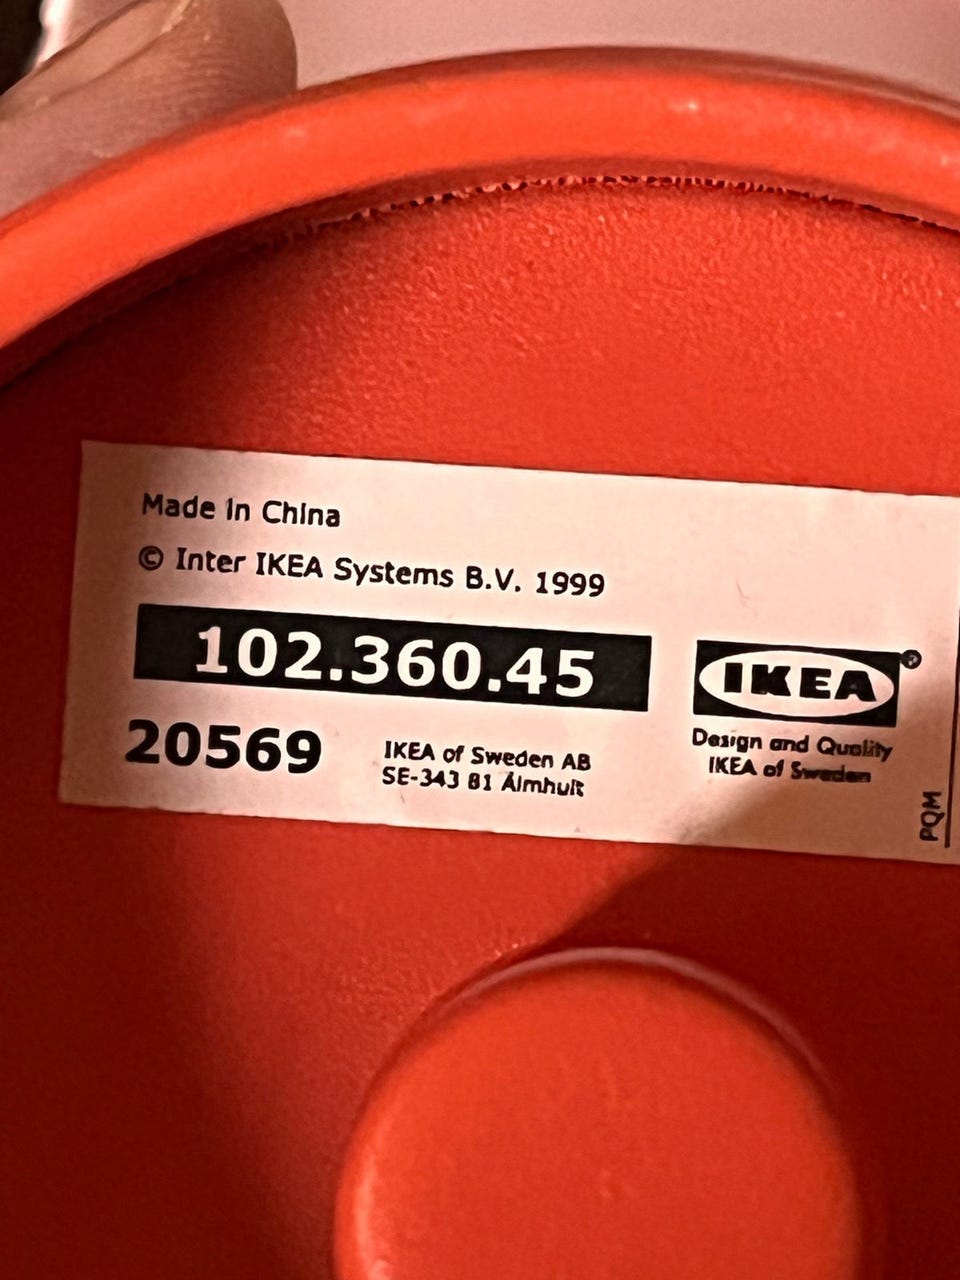 Made in China
© Inter IKEA Systems B.V. 1999
102.360.45
IKEA®
20569
IKEA of Sweden AB
SE-343 81 Älmhult
Design and Quality
IKEA of Sweden
PQM